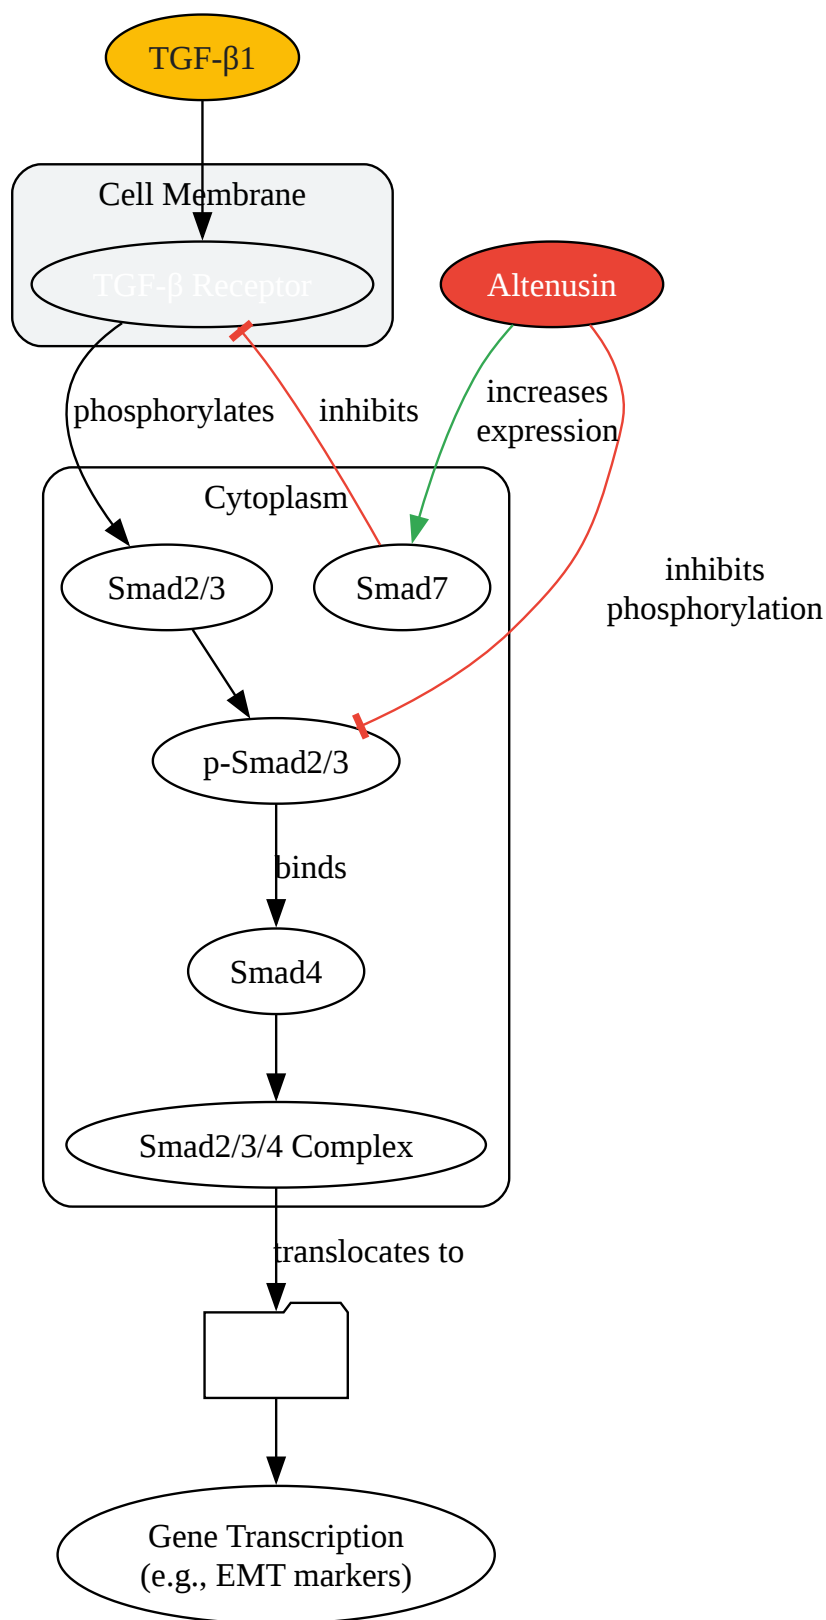 TGF-β1
Cell Membrane
TGF-β Receptor
Altenusin
phosphorylates
inhibits
increases
expression
Cytoplasm
Smad2/3
Smad7
inhibits
phosphorylation
p-Smad2/3
binds
Smad4
Smad2/3/4 Complex
translocates to
Gene Transcription
(e.g., EMT markers)